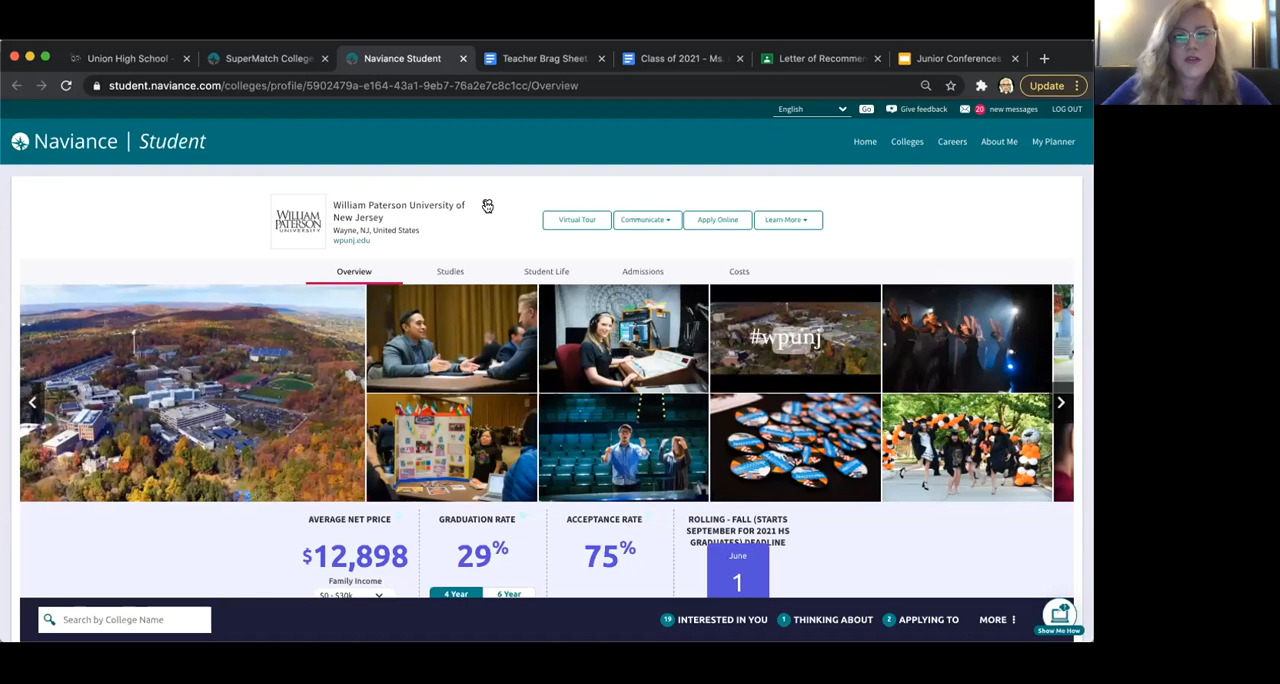 Union High School -
SuperMatch College
Naviance Student
Teacher Brag Sheet
Class of 2021 - Ms.
Letter of Recommen
Junior Conferences
student.naviance.com/colleges/profile/5902479a-e164-43a1-9eb7-76a2e7c8c1cc/Overview
Update
English
Go
Give feedback
20
new messages
LOG OUT
Naviance | Student
Home
Colleges
Careers
About Me
My Planner
WILLIAM
PATERSON
UNIVERSITY
William Paterson University of
New Jersey
Wayne, NJ, United States
wpunj.edu
Virtual Tour
Communicate
Apply Online
Learn More
Overview
Studies
Student Life
Admissions
Costs
#wpunj
AVERAGE NET PRICE
$12,898
Family Income
$0 - $30k
GRADUATION RATE
29%
4 Year
6 Year
ACCEPTANCE RATE
75%
ROLLING - FALL (STARTS
SEPTEMBER FOR 2021 HS
GRADUATES) DEADLINE
June
1
Search by College Name
19 INTERESTED IN YOU
1 THINKING ABOUT
2 APPLYING TO
MORE
Show Me How